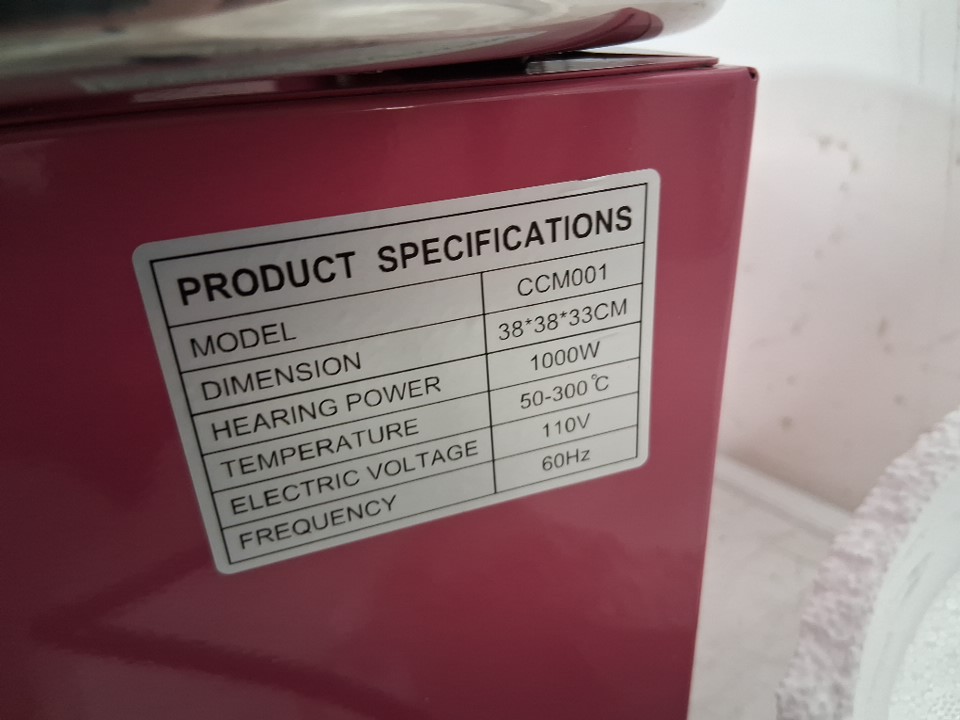 PRODUCT SPECIFICATIONS
MODEL CCM001
DIMENSION 38*38*33CM
HEARING POWER 1000W
TEMPERATURE 50-300℃
ELECTRIC VOLTAGE 110V
FREQUENCY 60Hz